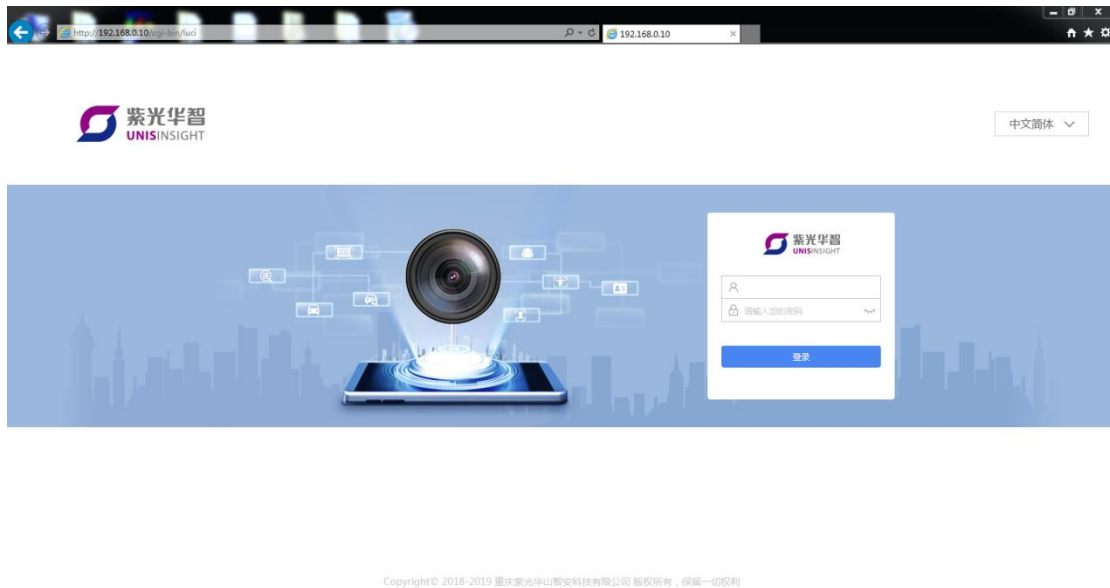 http://192.168.0.10/cgi-bin/luci
192.168.0.10
紫光华智
UNISINSIGHT
中文简体
紫光华智
UNISINSIGHT
请输入您的密码
登录
Copyright© 2018-2019 重庆紫光华山智安科技有限公司 版权所有，保留一切权利